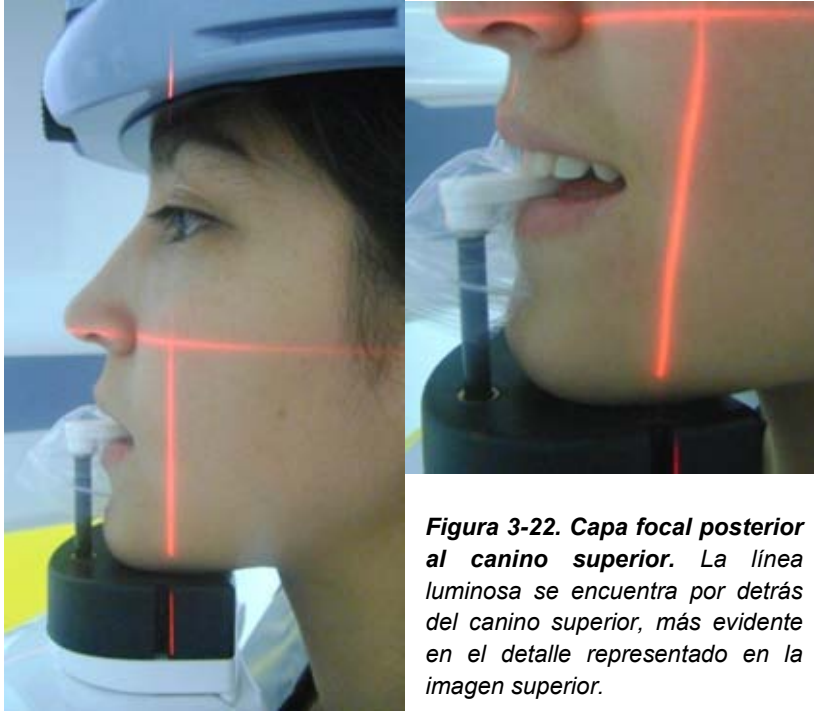 Figura 3-22. Capa focal posterior
al canino superior. La línea
luminosa se encuentra por detrás
del canino superior, más evidente
en el detalle representado en la
imagen superior.